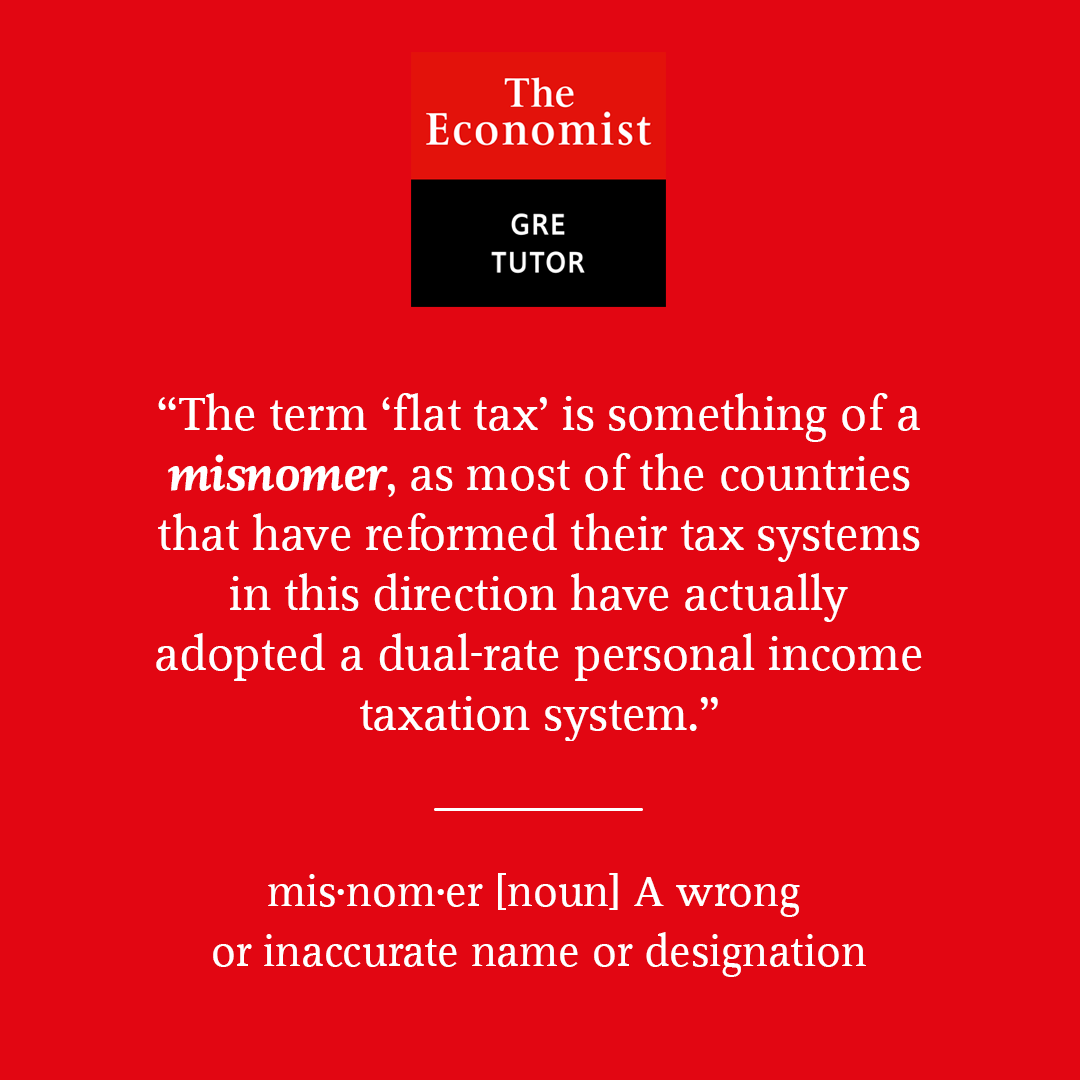 The
Economist
GRE
TUTOR
“The term ‘flat tax’ is something of a
misnomer, as most of the countries
that have reformed their tax systems
in this direction have actually
adopted a dual-rate personal income
taxation system.”
mis·nom·er [noun] A wrong
or inaccurate name or designation